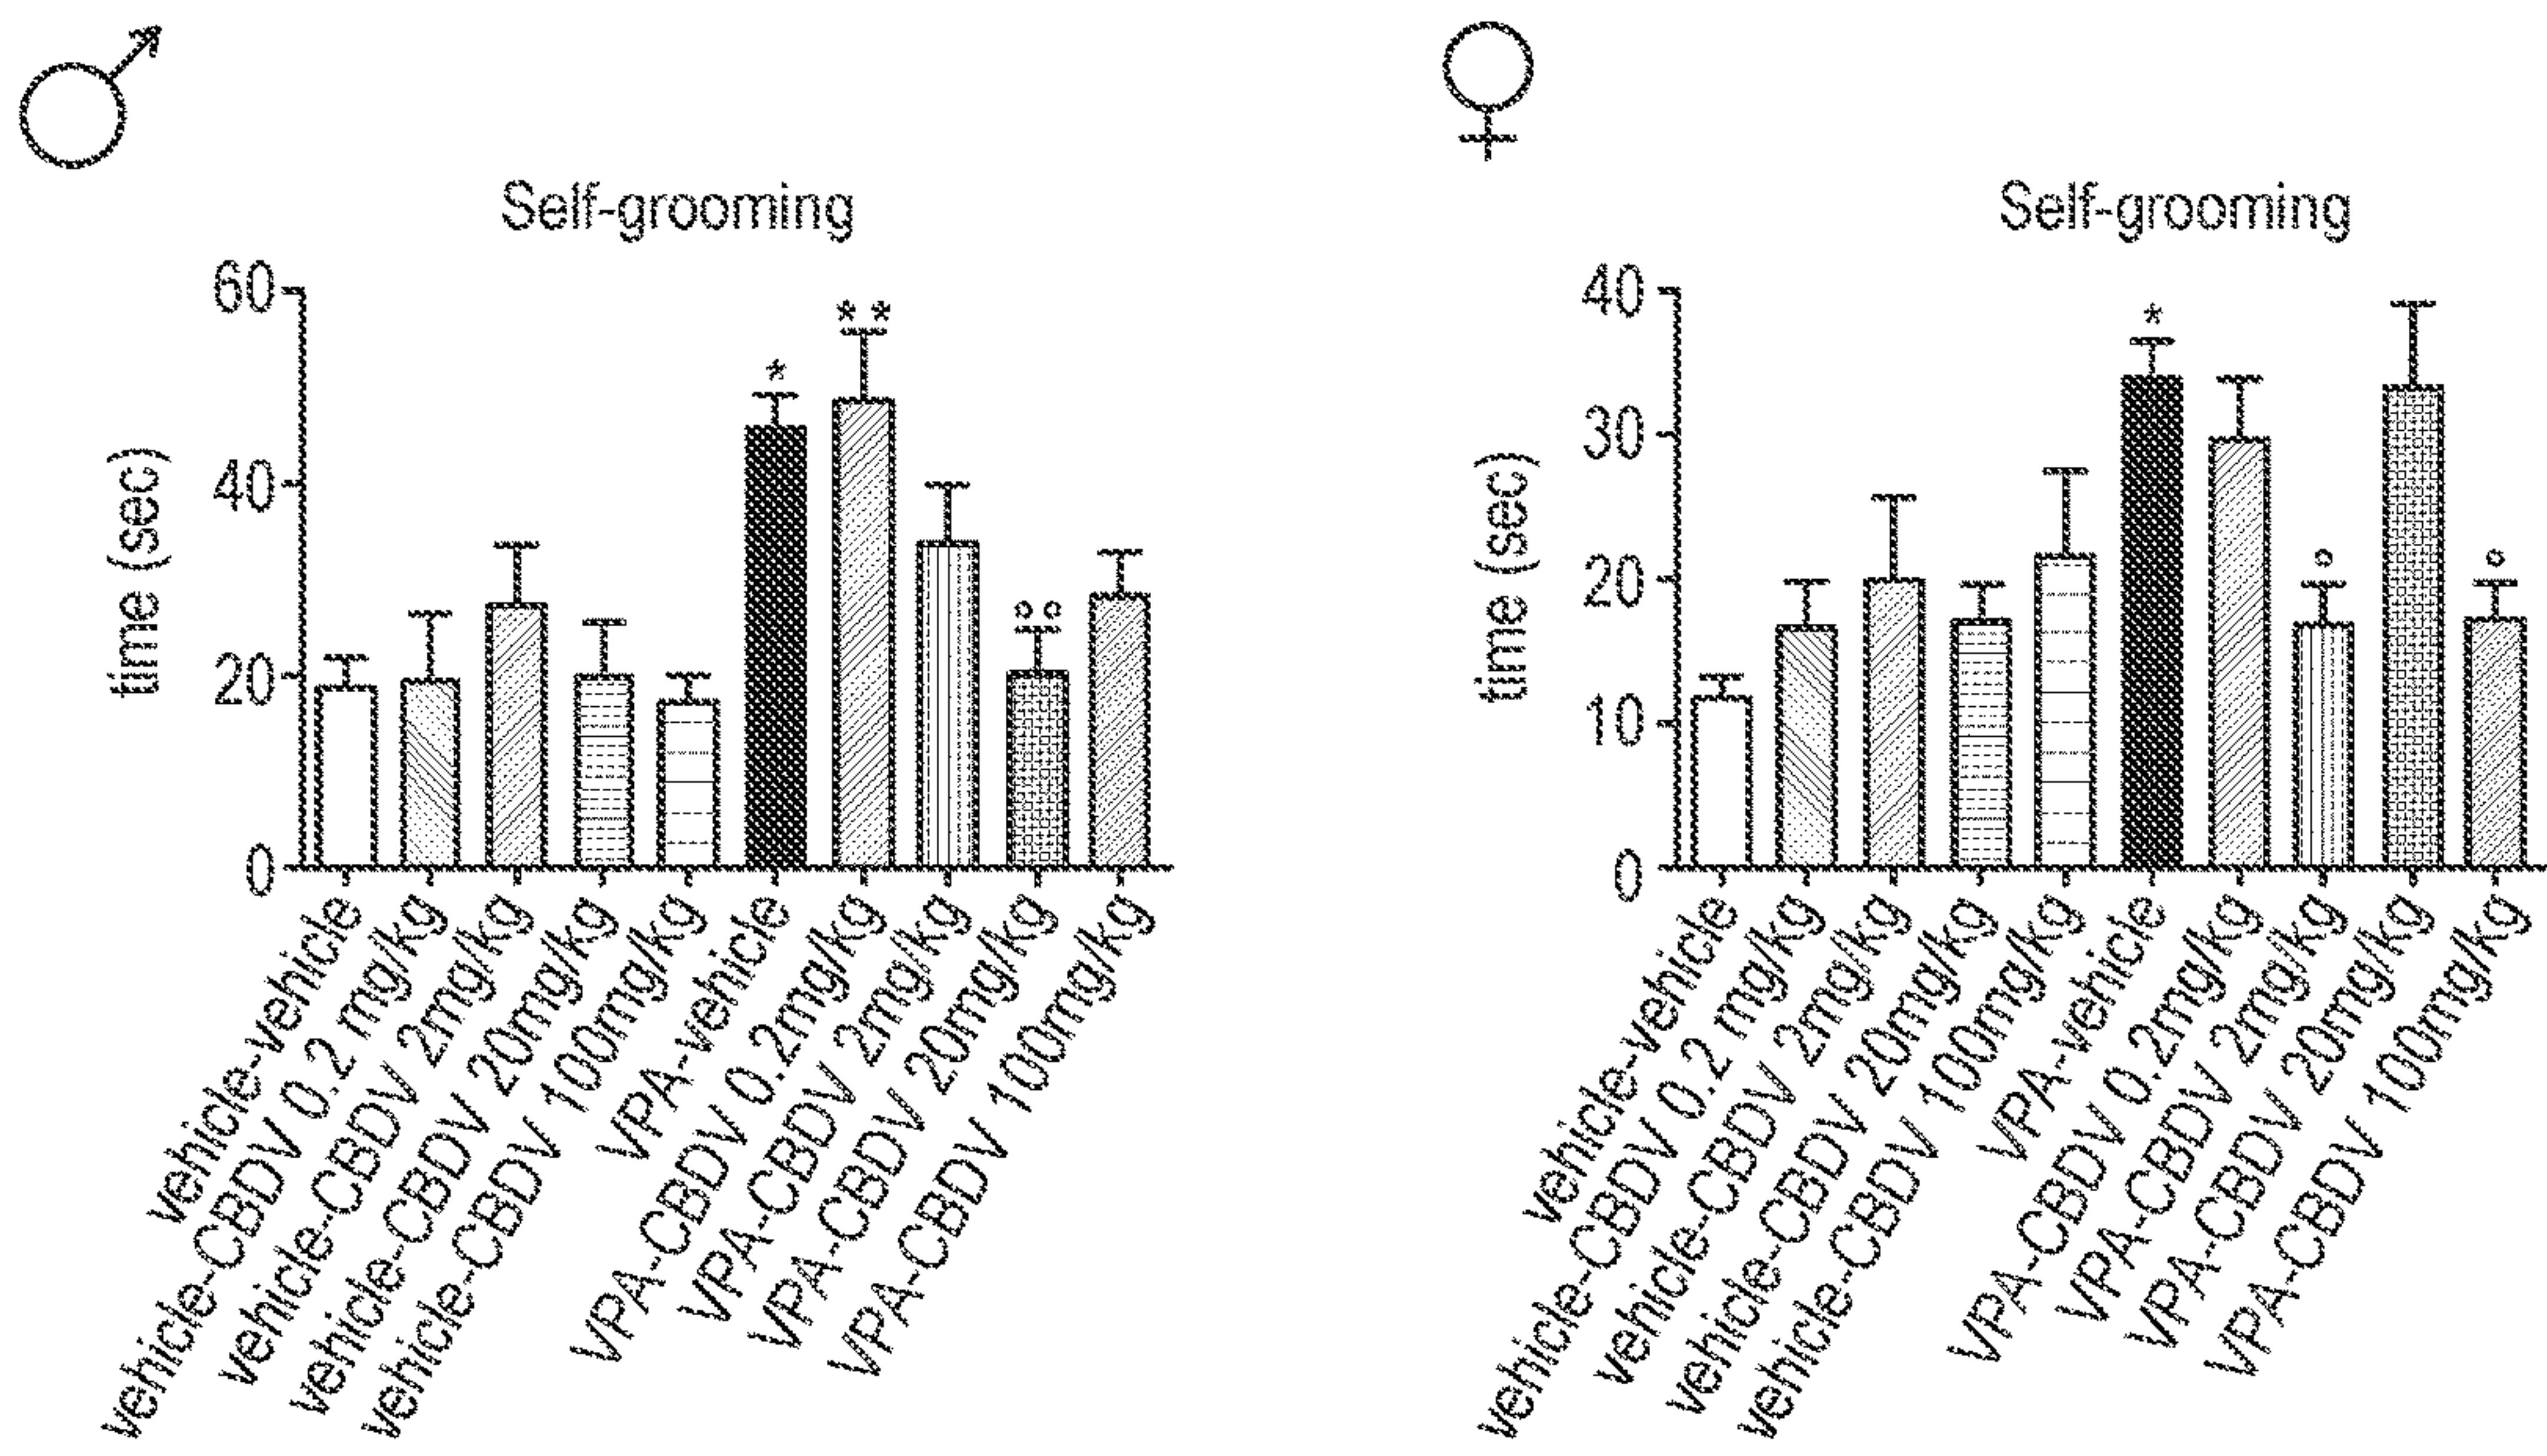 Self-grooming
60
40
20
0
time (sec)
* *
*
°°
vehicle-vehicle
vehicle-CBDV 0.2 mg/kg
vehicle-CBDV 2mg/kg
vehicle-CBDV 20mg/kg
vehicle-CBDV 100mg/kg
VPA-vehicle
VPA-CBDV 0.2mg/kg
VPA-CBDV 2mg/kg
VPA-CBDV 20mg/kg
VPA-CBDV 100mg/kg
Self-grooming
40
30
20
10
0
time (sec)
*
°
°
vehicle-vehicle
vehicle-CBDV 0.2 mg/kg
vehicle-CBDV 2mg/kg
vehicle-CBDV 20mg/kg
vehicle-CBDV 100mg/kg
VPA-vehicle
VPA-CBDV 0.2mg/kg
VPA-CBDV 2mg/kg
VPA-CBDV 20mg/kg
VPA-CBDV 100mg/kg